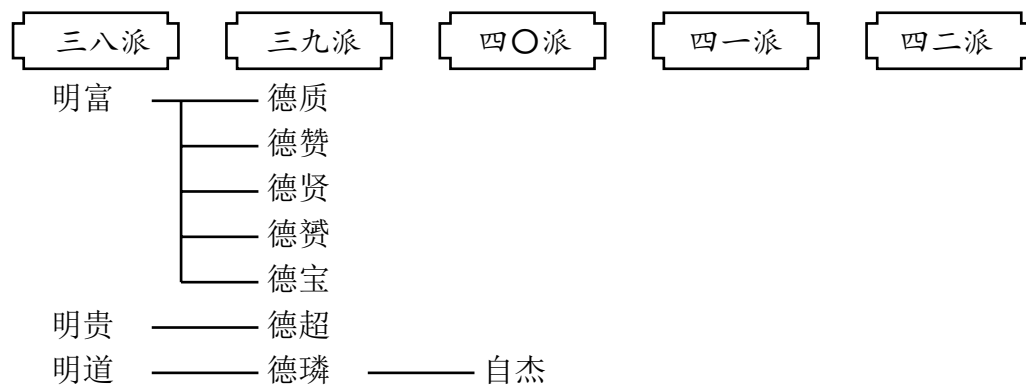 三八派 三九派 四〇派 四一派 四二派
明富 德质
德赞
德贤
德赟
德宝
明贵 德超
明道 德璘 自杰